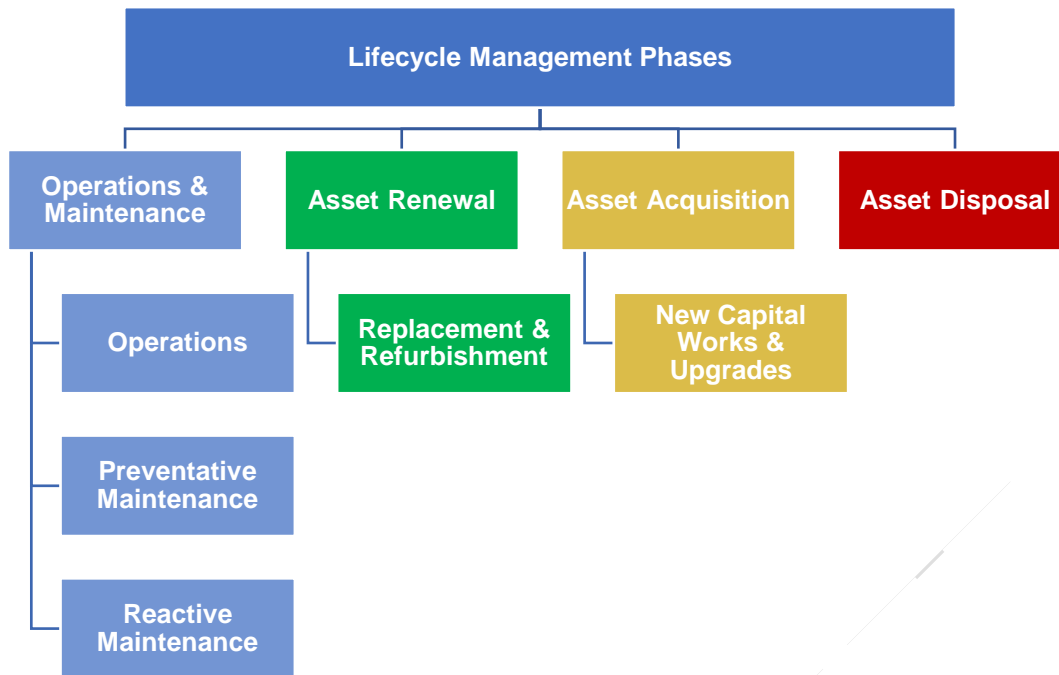 Lifecycle Management Phases
Operations &
Maintenance
Asset Renewal
Asset Acquisition
Asset Disposal
Operations
Replacement &
Refurbishment
New Capital
Works &
Upgrades
Preventative
Maintenance
Reactive
Maintenance